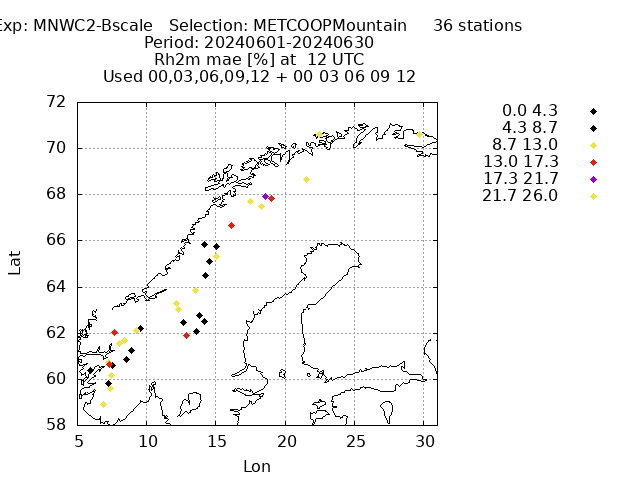 Exp: MNWC2-Bscale Selection: METCOOPMountain 36 stations
Period: 20240601-20240630
Rh2m mae [%] at 12 UTC
Used 00,03,06,09,12 + 00 03 06 09 12
72
70
68
66
64
62
60
58
Lat
5 10 15 20 25 30
Lon
0.0 4.3
4.3 8.7
8.7 13.0
13.0 17.3
17.3 21.7
21.7 26.0